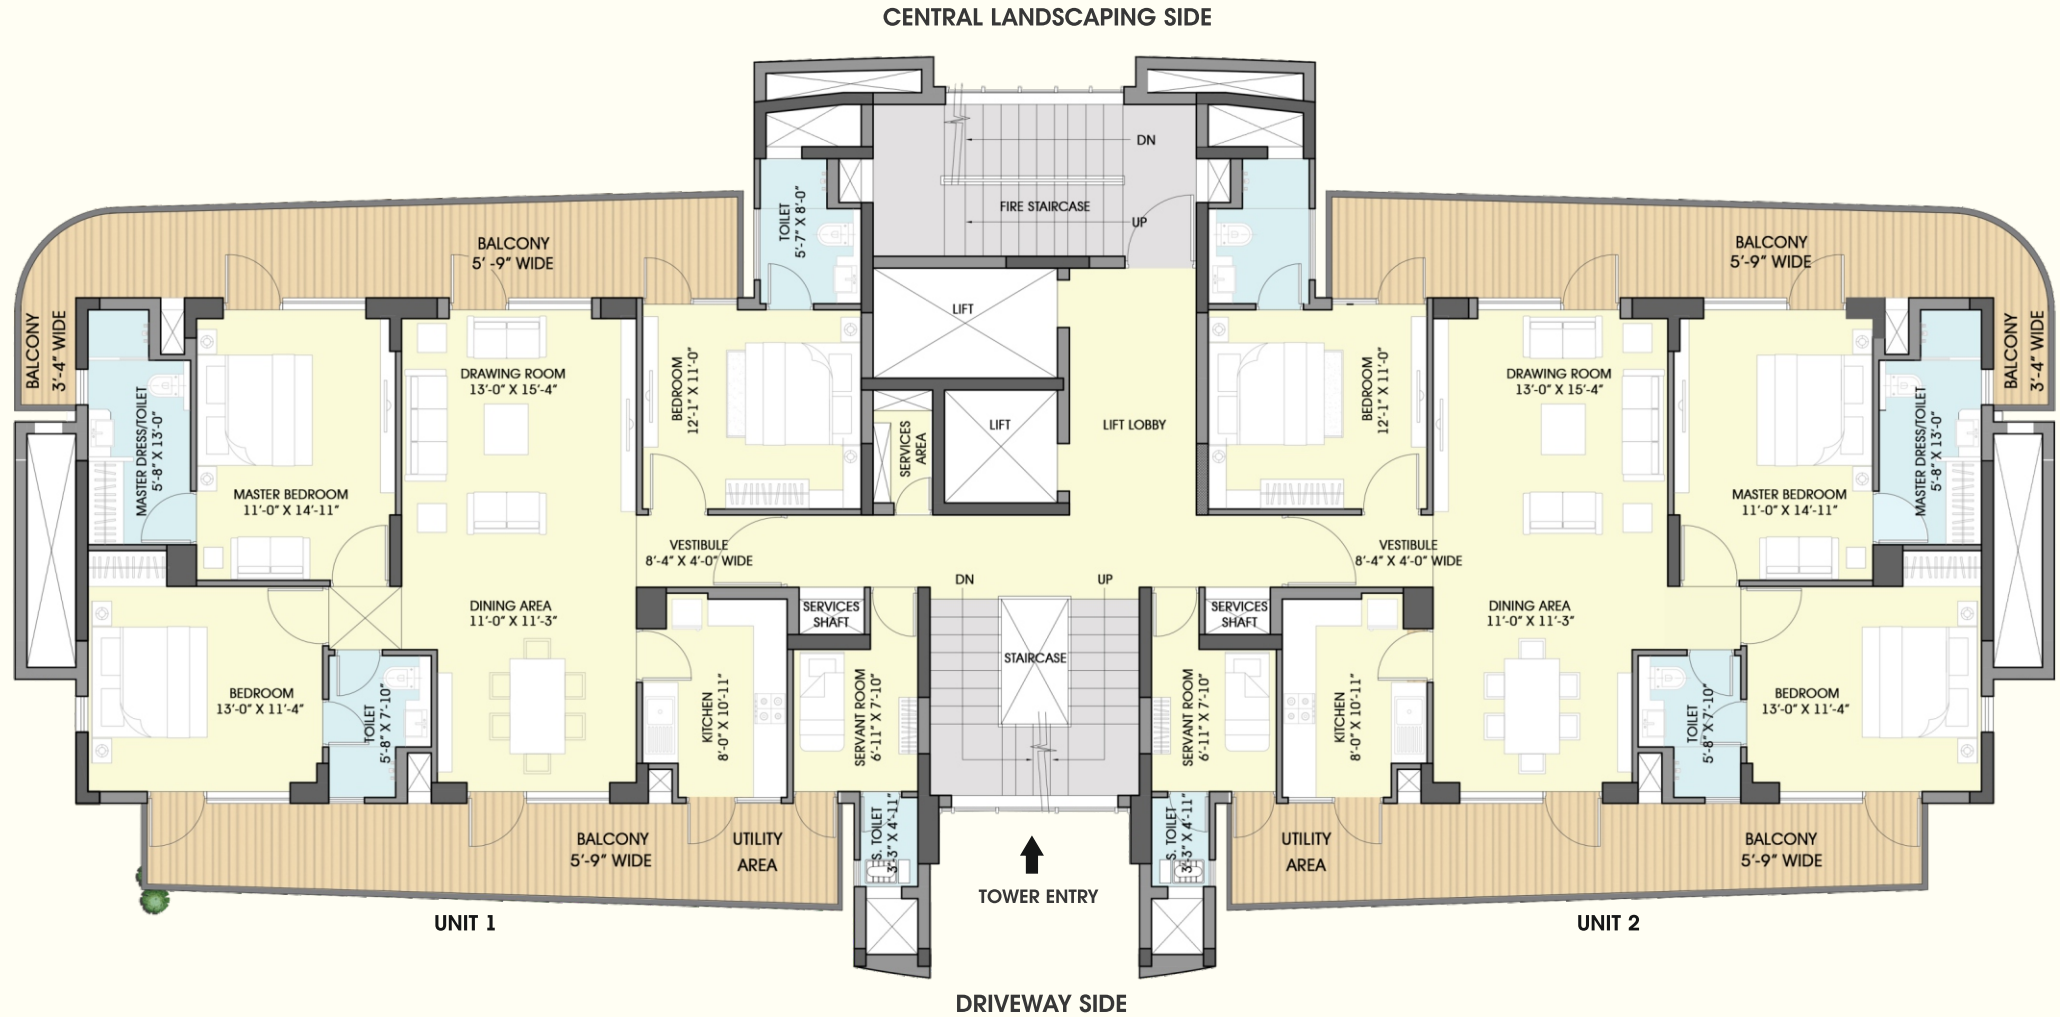 CENTRAL LANDSCAPING SIDE
DN
FIRE STAIRCASE
UP
TOILET
5'-7" X 8'-0"
BALCONY
5' -9" WIDE
BALCONY
5'-9" WIDE
BALCONY
3'-4" WIDE
LIFT
BALCONY
3'-4" WIDE
DRAWING ROOM
13'-0" X 15'-4"
BEDROOM
12'-1" X 11'-0"
BEDROOM
12'-1" X 11'-0"
DRAWING ROOM
13'-0" X 15'-4"
MASTER DRESS/TOILET
5'-8" X 13'-0"
SERVICES
AREA
LIFT
LIFT LOBBY
MASTER DRESS/TOILET
5'-8" X 13'-0"
MASTER BEDROOM
11'-0" X 14'-11"
MASTER BEDROOM
11'-0" X 14'-11"
VESTIBULE
8'-4" X 4'-0" WIDE
VESTIBULE
8'-4" X 4'-0" WIDE
DN
UP
DINING AREA
11'-0" X 11'-3"
SERVICES
SHAFT
SERVICES
SHAFT
DINING AREA
11'-0" X 11'-3"
STAIRCASE
BEDROOM
13'-0" X 11'-4"
TOILET
5'-8" X 7'-10"
KITCHEN
8'-0" X 10'-11"
SERVANT ROOM
6'-11" X 7'-10"
SERVANT ROOM
6'-11" X 7'-10"
KITCHEN
8'-0" X 10'-11"
TOILET
5'-8" X 7'-10"
BEDROOM
13'-0" X 11'-4"
BALCONY
5'-9" WIDE
UTILITY
AREA
S. TOILET
3'-3" X 4'-11"
S. TOILET
3'-3" X 4'-11"
UTILITY
AREA
BALCONY
5'-9" WIDE
TOWER ENTRY
UNIT 1
UNIT 2
DRIVEWAY SIDE